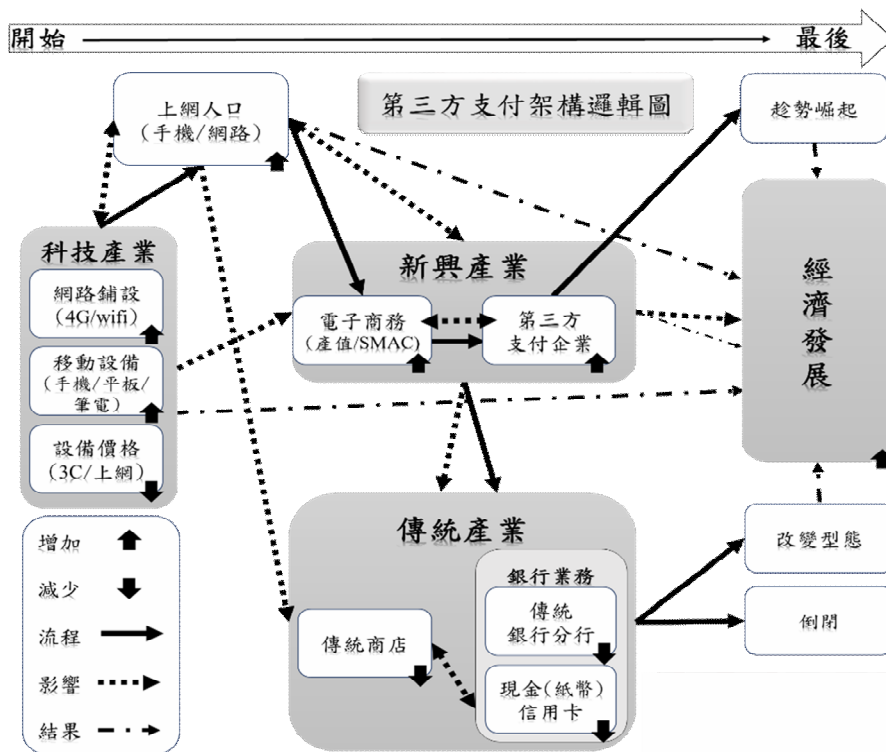 開始
最後
上網人口
(手機/網路)
第三方支付架構邏輯圖
趁勢崛起
科技產業
網路鋪設
(4G/wifi)
移動設備
(手機/平板/
筆電)
設備價格
(3C/上網)
新興產業
電子商務
(產值/SMAC)
第三方
支付企業
經濟發展
傳統產業
銀行業務
傳統
銀行分行
傳統商店
現金(紙幣)
信用卡
改變型態
倒閉
增加
減少
流程
影響
結果